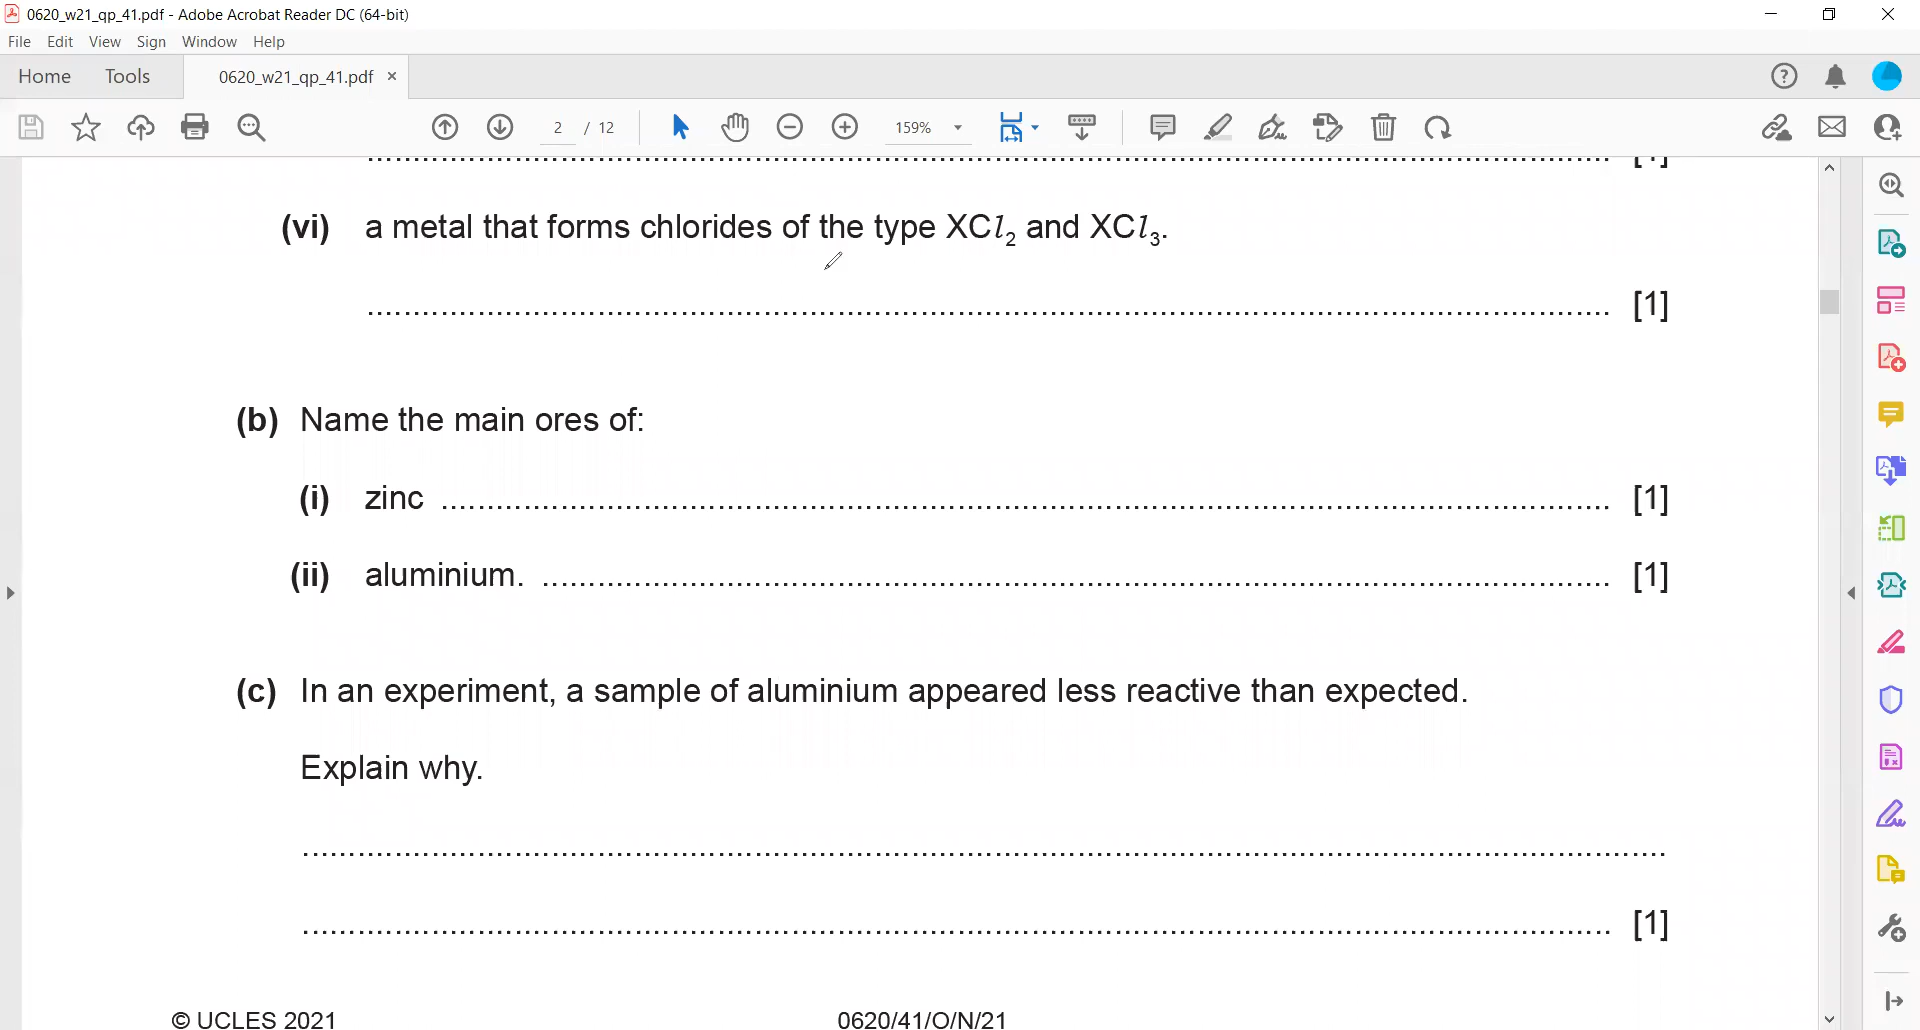 0620_w21_qp_41.pdf - Adobe Acrobat Reader DC (64-bit)
File Edit View Sign Window Help
Home Tools 0620_w21_qp_41.pdf ×
2 / 12 159%
[1]
(vi) a metal that forms chlorides of the type XCl₂ and XCl₃.
.......................................................................................................................................... [1]
(b) Name the main ores of:
(i) zinc .................................................................................................................................. [1]
(ii) aluminium. ...................................................................................................................... [1]
(c) In an experiment, a sample of aluminium appeared less reactive than expected.
Explain why.
..........................................................................................................................................................
.................................................................................................................................................. [1]
© UCLES 2021 0620/41/O/N/21